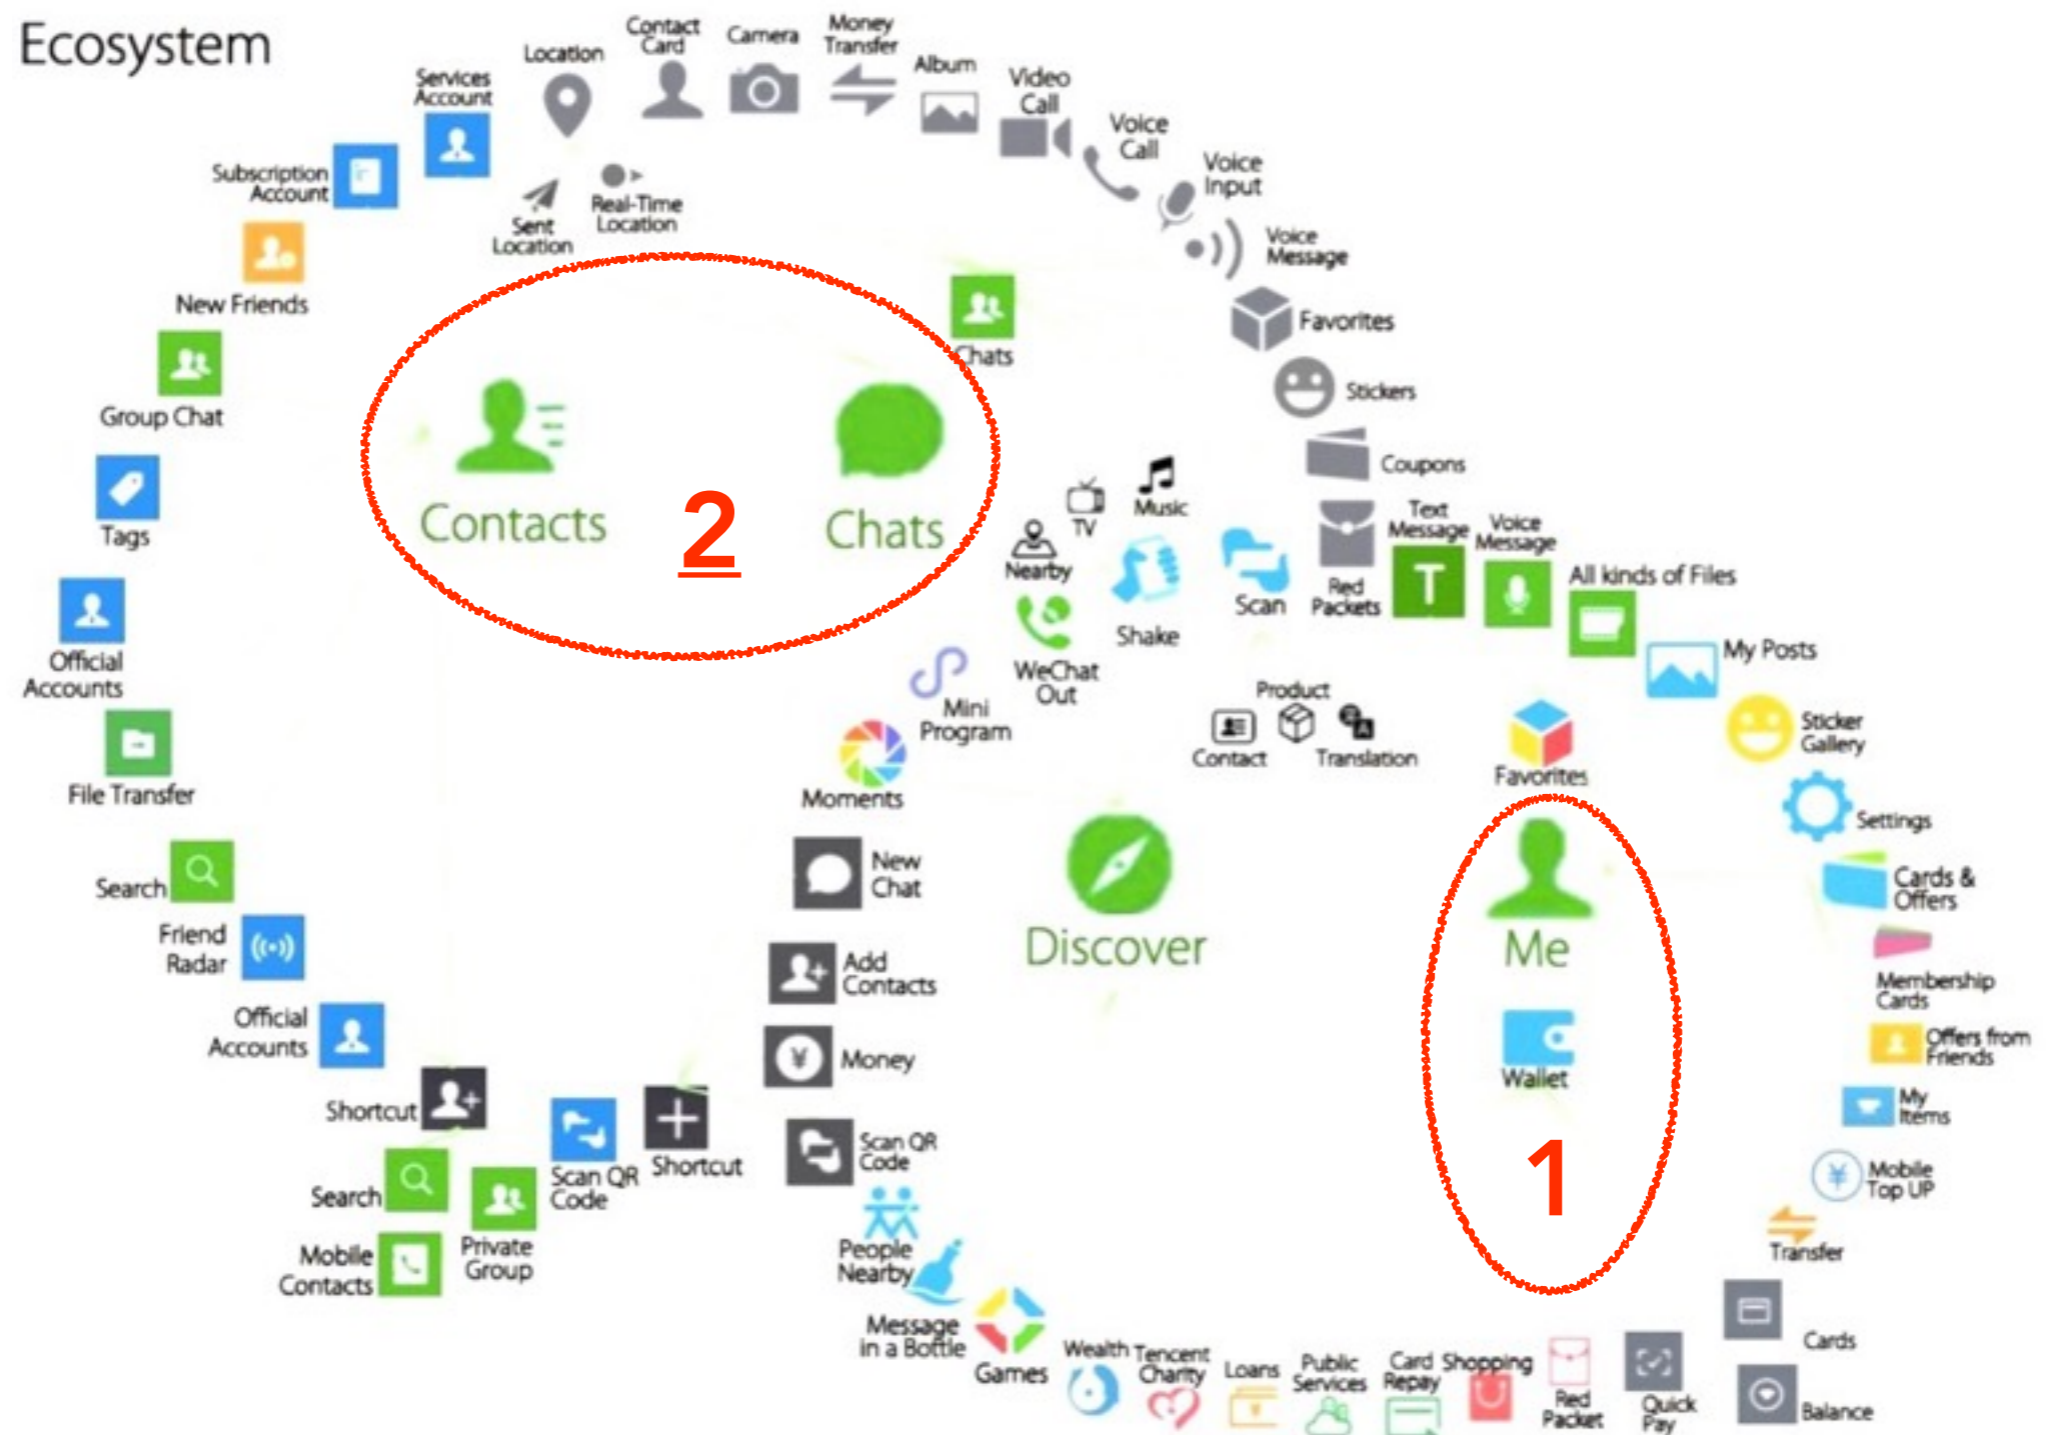 Ecosystem
Location
Contact
Card
Camera
Money
Transfer
Album
Video
Call
Voice
Call
Voice
Input
Voice
Message
Favorites
Stickers
Coupons
Red
Packets
Services
Account
Subscription
Account
New Friends
Group Chat
Tags
Official
Accounts
File Transfer
Search
Friend
Radar
Official
Accounts
Shortcut
Search
Mobile
Contacts
Private
Group
Scan QR
Code
Shortcut
Sent
Location
Real-Time
Location
Chats
Contacts
2
Chats
Music
TV
Nearby
WeChat
Out
Shake
Scan
Mini
Program
Moments
Product
Contact
Translation
New
Chat
Add
Contacts
¥
Money
Scan QR
Code
People
Nearby
Message
in a Bottle
Games
Discover
Text
Message
T
Voice
Message
All kinds of Files
My Posts
Sticker
Gallery
Favorites
Settings
Me
Wallet
1
Cards &
Offers
Membership
Cards
Offers from
Friends
My
Items
¥
Mobile
Top UP
Transfer
Cards
Balance
Wealth
Tencent
Charity
Loans
¥
Public
Services
Card
Repay
Shopping
Red
Packet
Quick
Pay